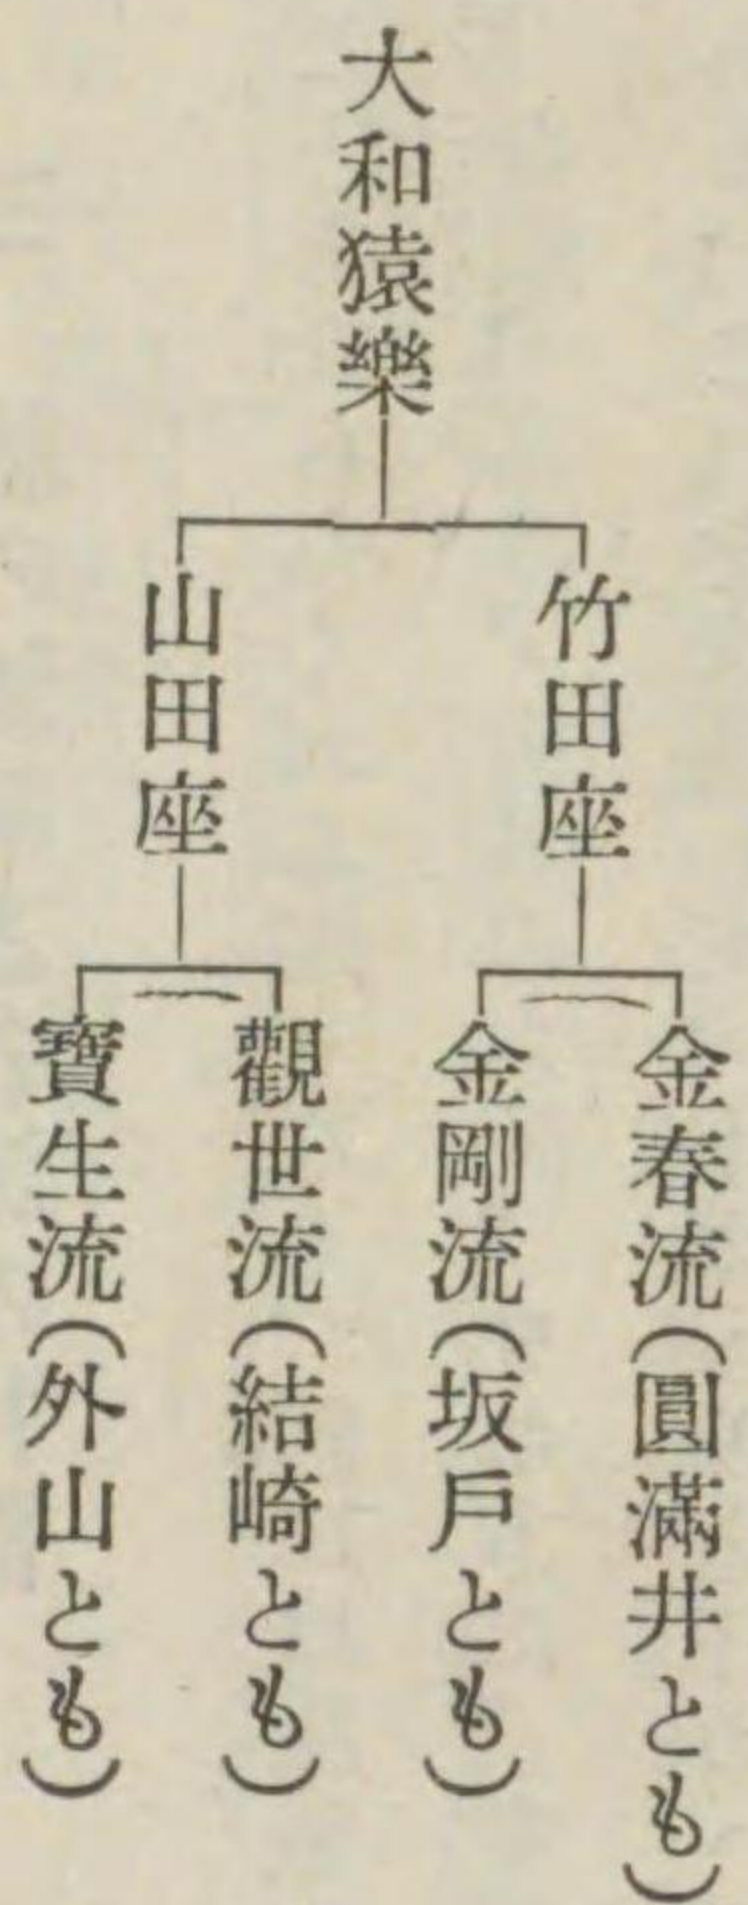 大和猿樂
竹田座
金春流(圓滿井とも)
金剛流(坂戶とも)
山田座
觀世流(結崎とも)
寶生流(外山とも)